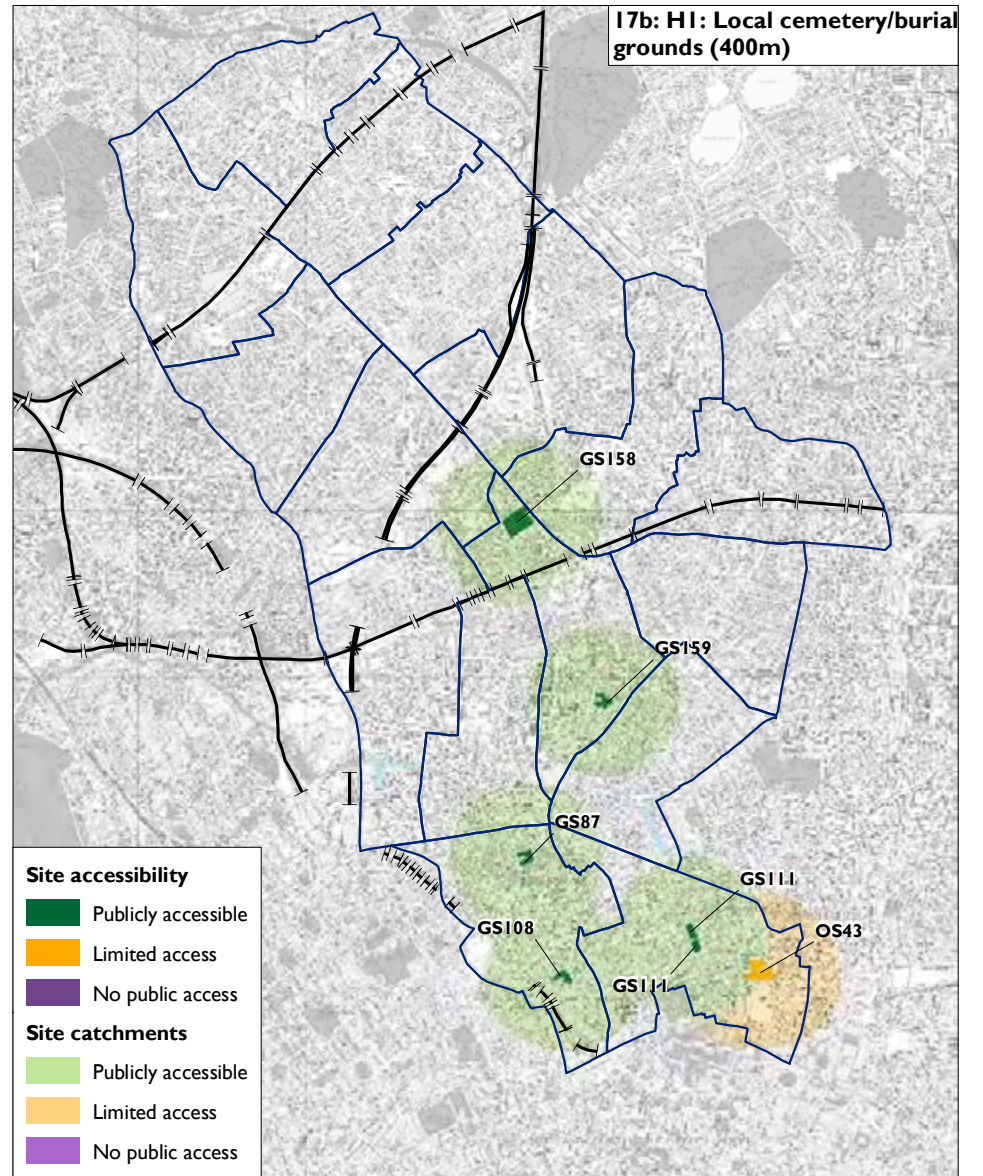 17b: H1: Local cemetery/burial
grounds (400m)
GS158
GS159
GS87
GS111
GS108
OS43
GS111
Site accessibility
Publicly accessible
Limited access
No public access
Site catchments
Publicly accessible
Limited access
No public access